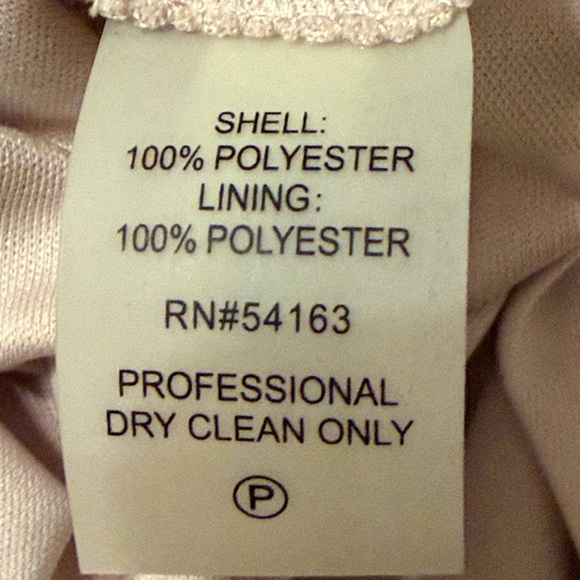 SHELL:
100% POLYESTER
LINING:
100% POLYESTER
RN#54163
PROFESSIONAL
DRY CLEAN ONLY
P